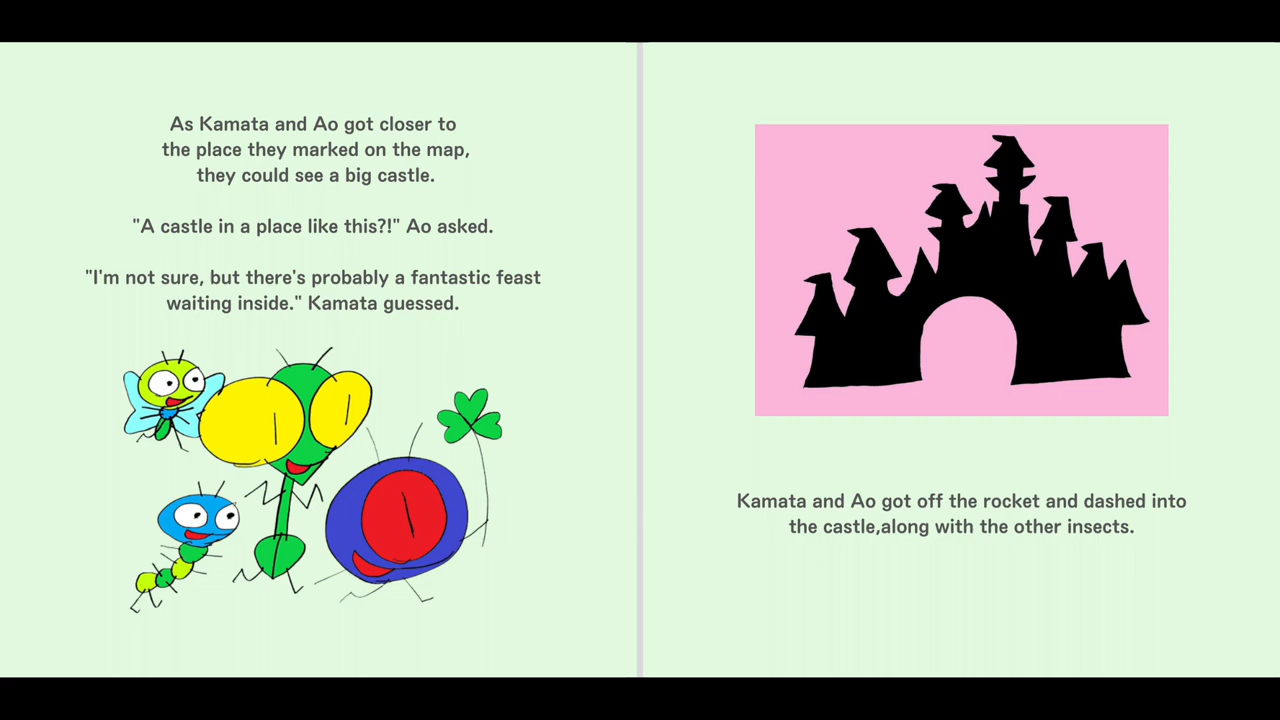 As Kamata and Ao got closer to
the place they marked on the map,
they could see a big castle.
"A castle in a place like this?!" Ao asked.
"I'm not sure, but there's probably a fantastic feast
waiting inside." Kamata guessed.
Kamata and Ao got off the rocket and dashed into
the castle,along with the other insects.